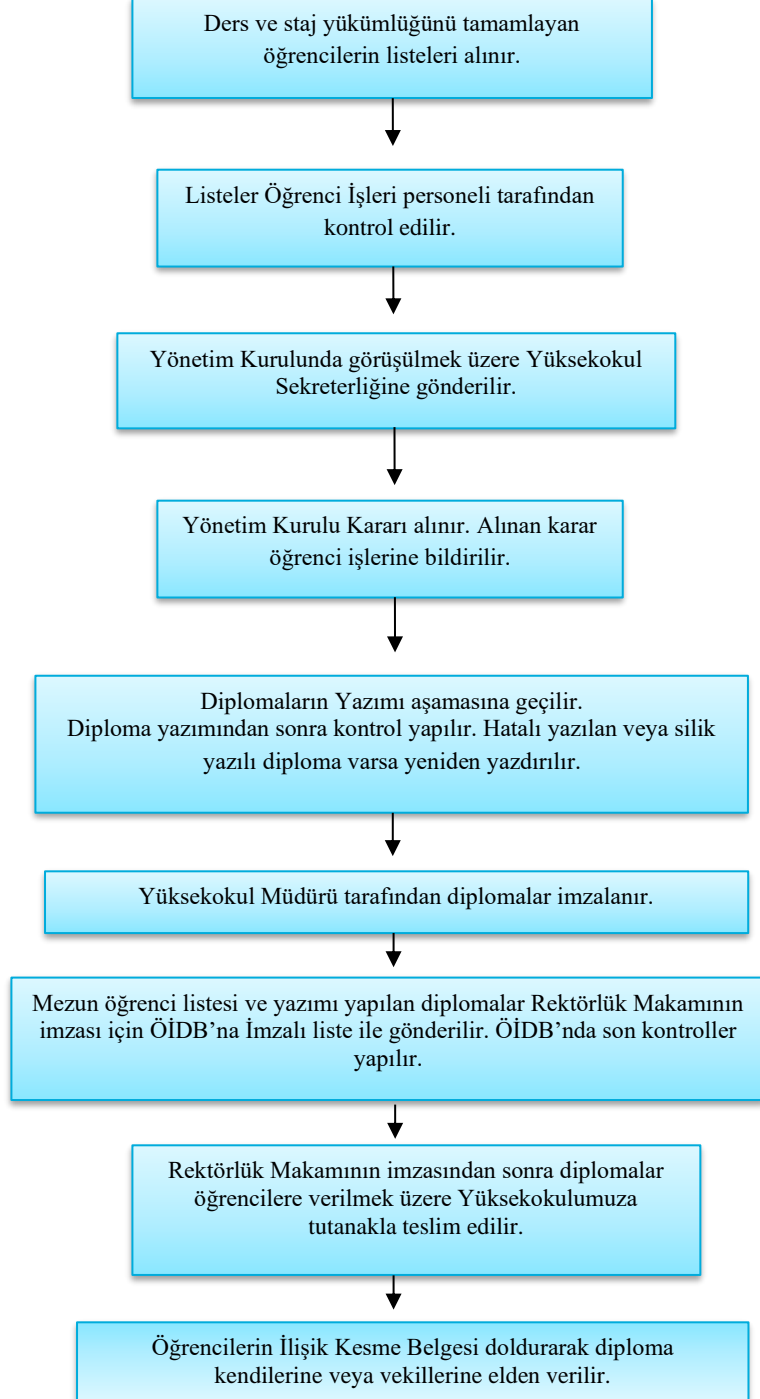 Ders ve staj yükümlüğünü tamamlayan
öğrencilerin listeleri alınır.
Listeler Öğrenci İşleri personeli tarafından
kontrol edilir.
Yönetim Kurulunda görüşülmek üzere Yüksekokul
Sekreterliğine gönderilir.
Yönetim Kurulu Kararı alınır. Alınan karar
öğrenci işlerine bildirilir.
Diplomaların Yazımı aşamasına geçilir.
Diploma yazımından sonra kontrol yapılır. Hatalı yazılan veya silik
yazılı diploma varsa yeniden yazdırılır.
Yüksekokul Müdürü tarafından diplomalar imzalanır.
Mezun öğrenci listesi ve yazımı yapılan diplomalar Rektörlük Makamının
imzası için ÖİDB’na İmzalı liste ile gönderilir. ÖİDB’nda son kontroller
yapılır.
Rektörlük Makamının imzasından sonra diplomalar
öğrencilere verilmek üzere Yüksekokulumuza
tutanakla teslim edilir.
Öğrencilerin İlişik Kesme Belgesi doldurarak diploma
kendilerine veya vekillerine elden verilir.